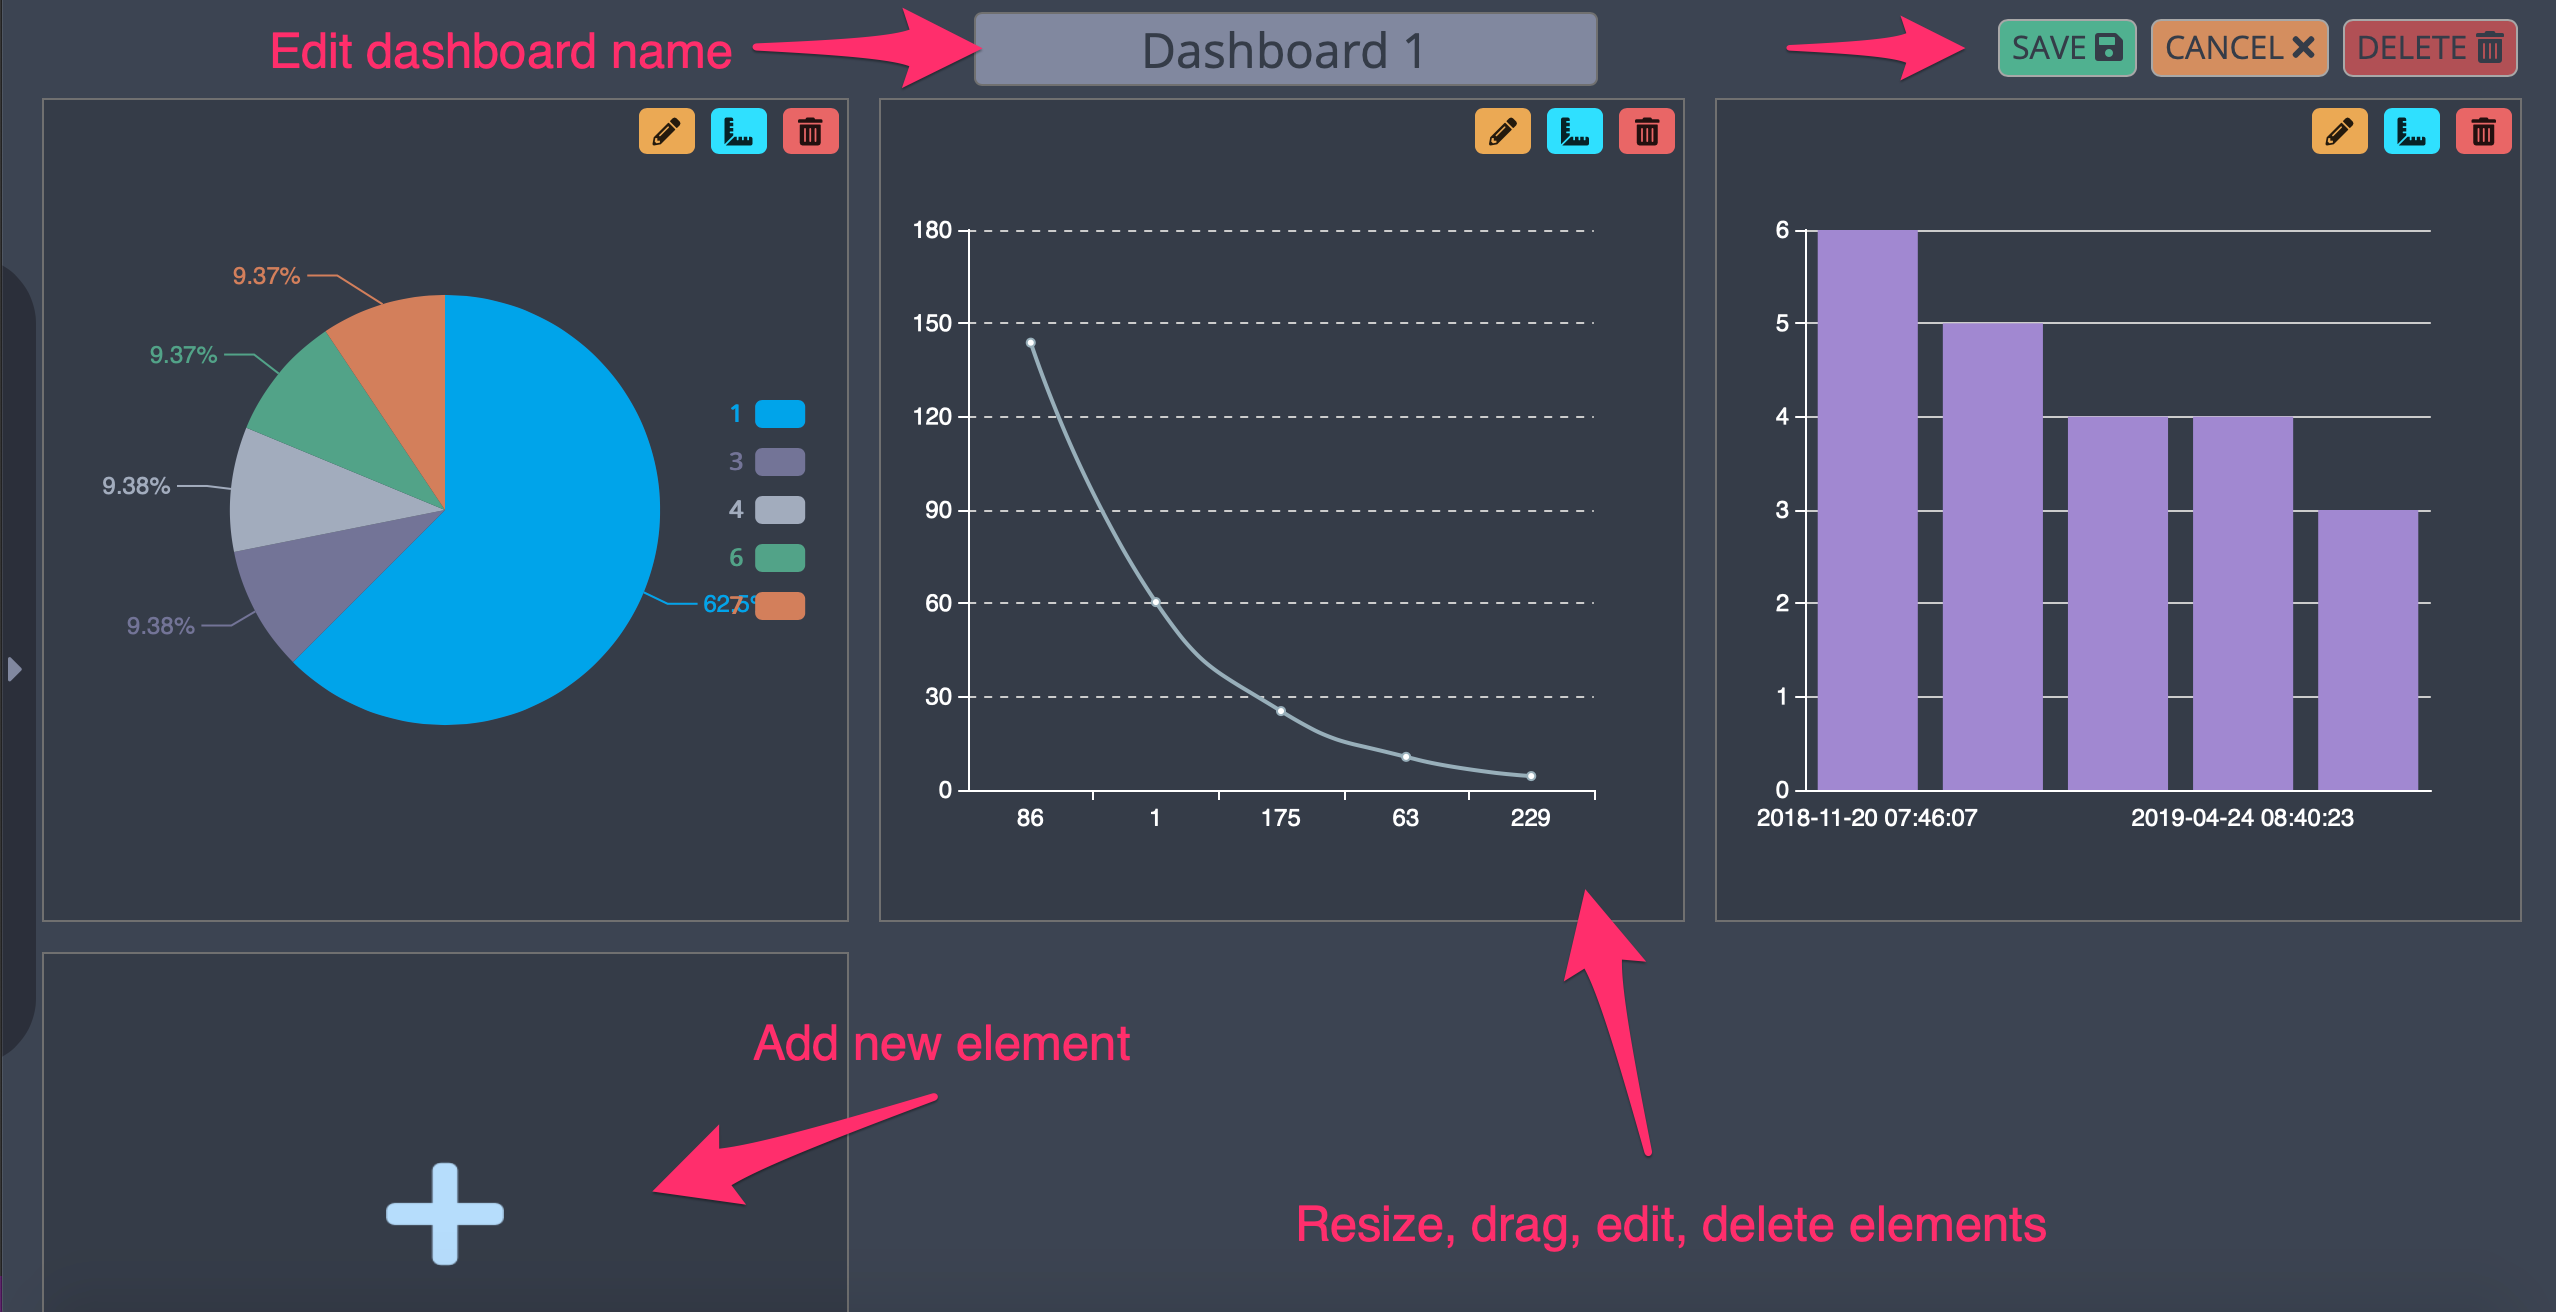 Edit dashboard name
Dashboard 1
SAVE
CANCEL
DELETE
9.37%
9.37%
9.38%
9.38%
62.5%
1
3
4
6
7
180
150
120
90
60
30
0
86 1 175 63 229
6
5
4
3
2
1
0
2018-11-20 07:46:07 2019-04-24 08:40:23
Add new element
Resize, drag, edit, delete elements